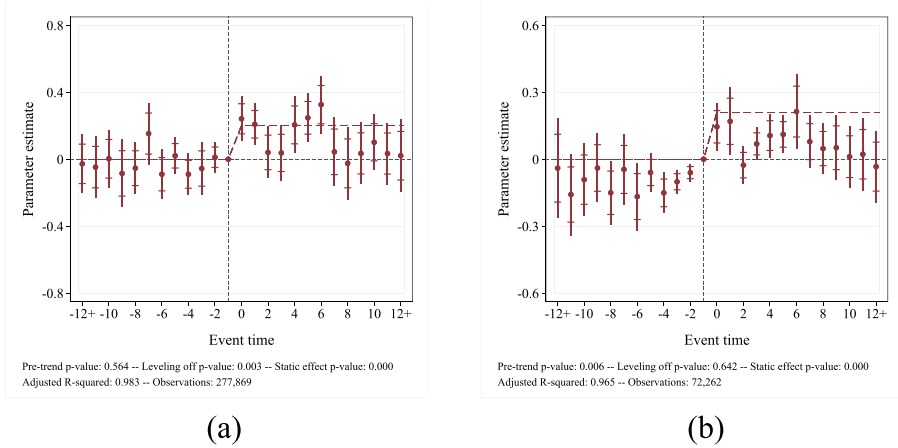 0.8
0.4
0
-0.4
-0.8
Parameter estimate
-12+ -10 -8 -6 -4 -2 0 2 4 6 8 10 12+
Event time
Pre-trend p-value: 0.564 -- Leveling off p-value: 0.003 -- Static effect p-value: 0.000
Adjusted R-squared: 0.983 -- Observations: 277,869
(a)
0.6
0.3
0
-0.3
-0.6
Parameter estimate
-12+ -10 -8 -6 -4 -2 0 2 4 6 8 10 12+
Event time
Pre-trend p-value: 0.006 -- Leveling off p-value: 0.642 -- Static effect p-value: 0.000
Adjusted R-squared: 0.965 -- Observations: 72,262
(b)